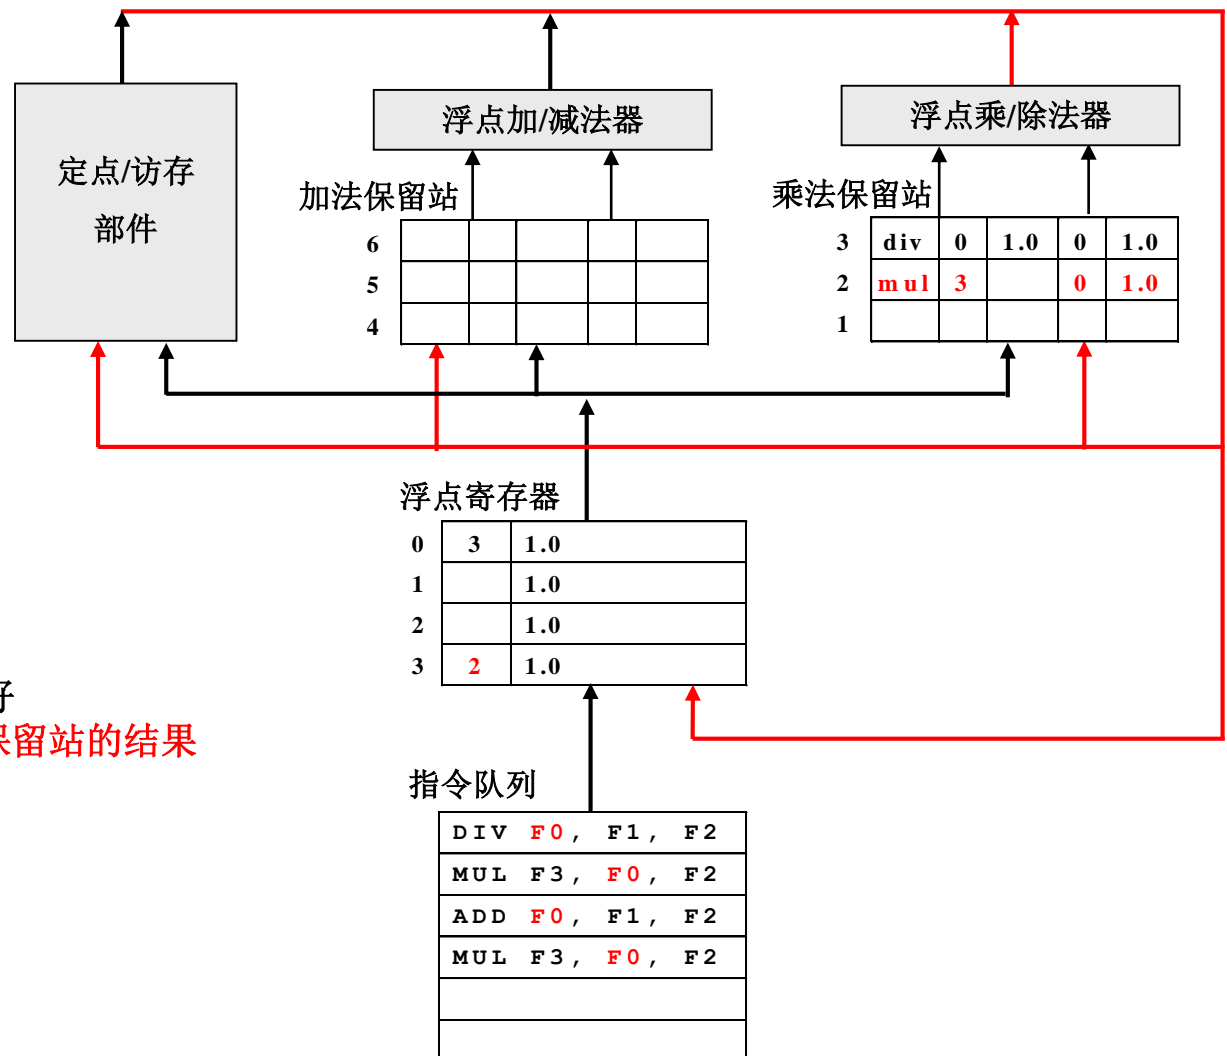 定点/访存
部件
浮点加/减法器
浮点乘/除法器
加法保留站
乘法保留站
6
5
4
3 div 0 1.0 0 1.0
2 mul 3 0 1.0
1
浮点寄存器
0 3 1.0
1 1.0
2 1.0
3 2 1.0
好
保留站的结果
指令队列
DIV F0, F1, F2
MUL F3, F0, F2
ADD F0, F1, F2
MUL F3, F0, F2